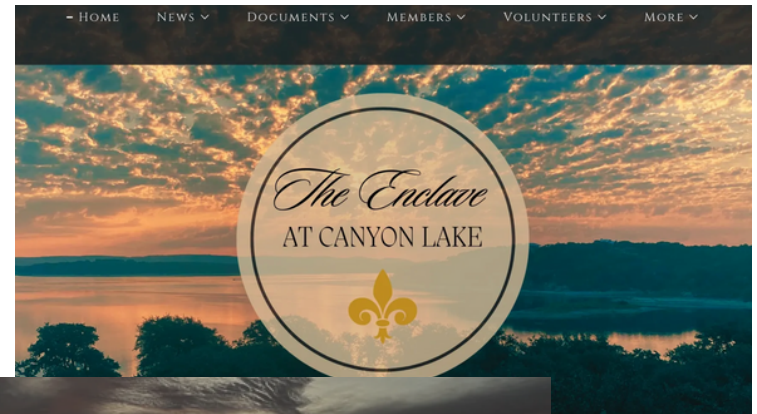 Home News Documents Members Volunteers More
The Enclave
AT CANYON LAKE